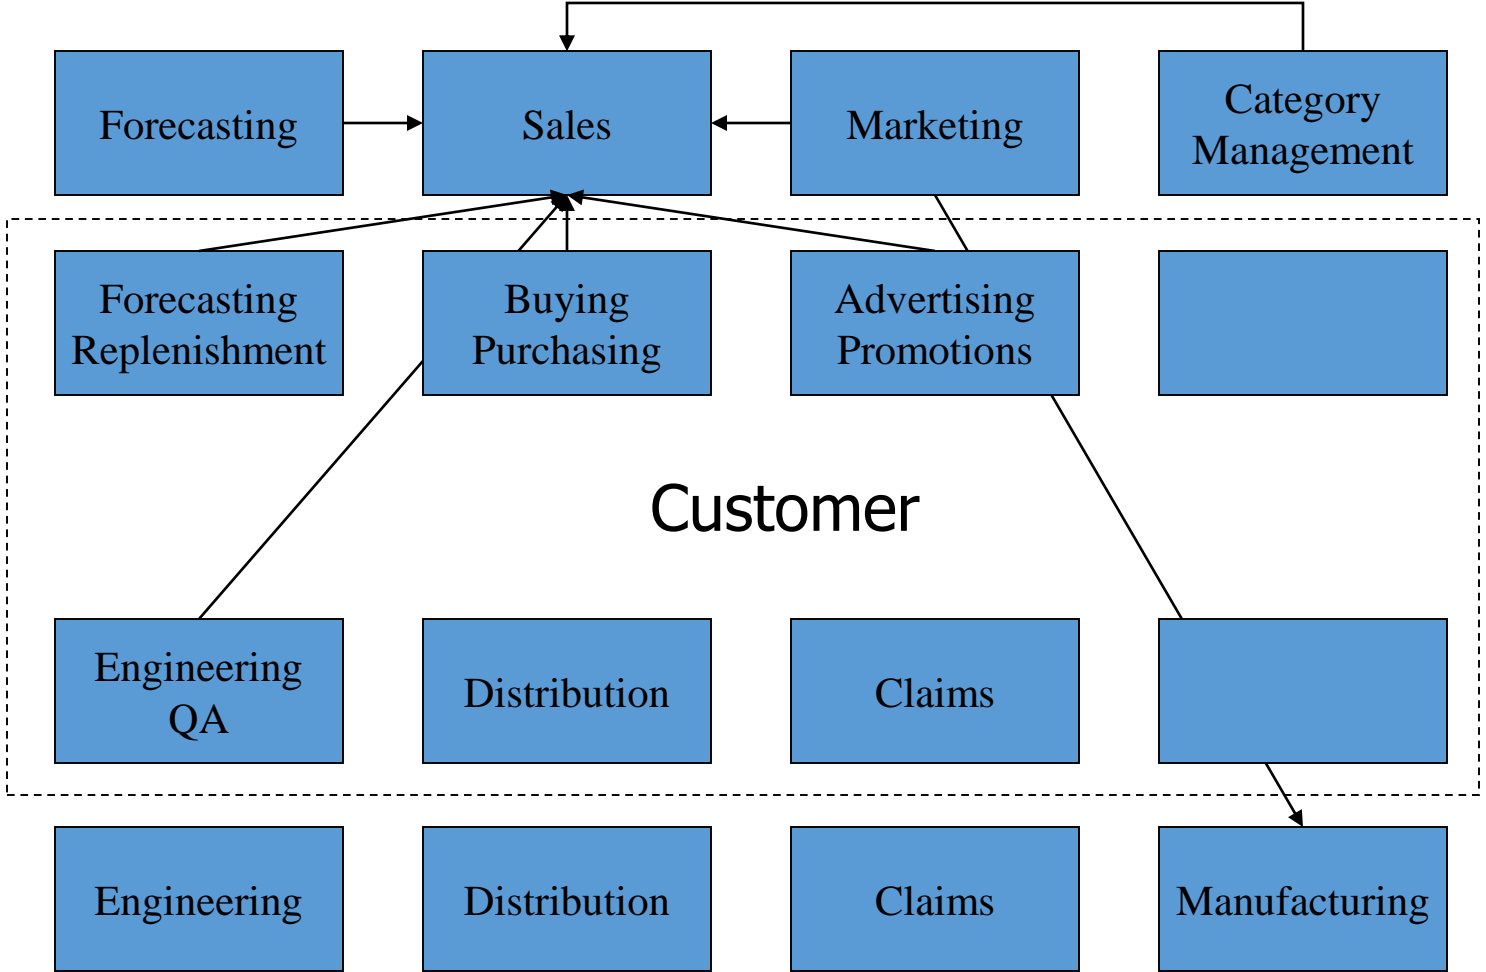 Forecasting
Sales
Marketing
Category
Management
Forecasting
Replenishment
Buying
Purchasing
Advertising
Promotions
Customer
Engineering
QA
Distribution
Claims
Engineering
Distribution
Claims
Manufacturing